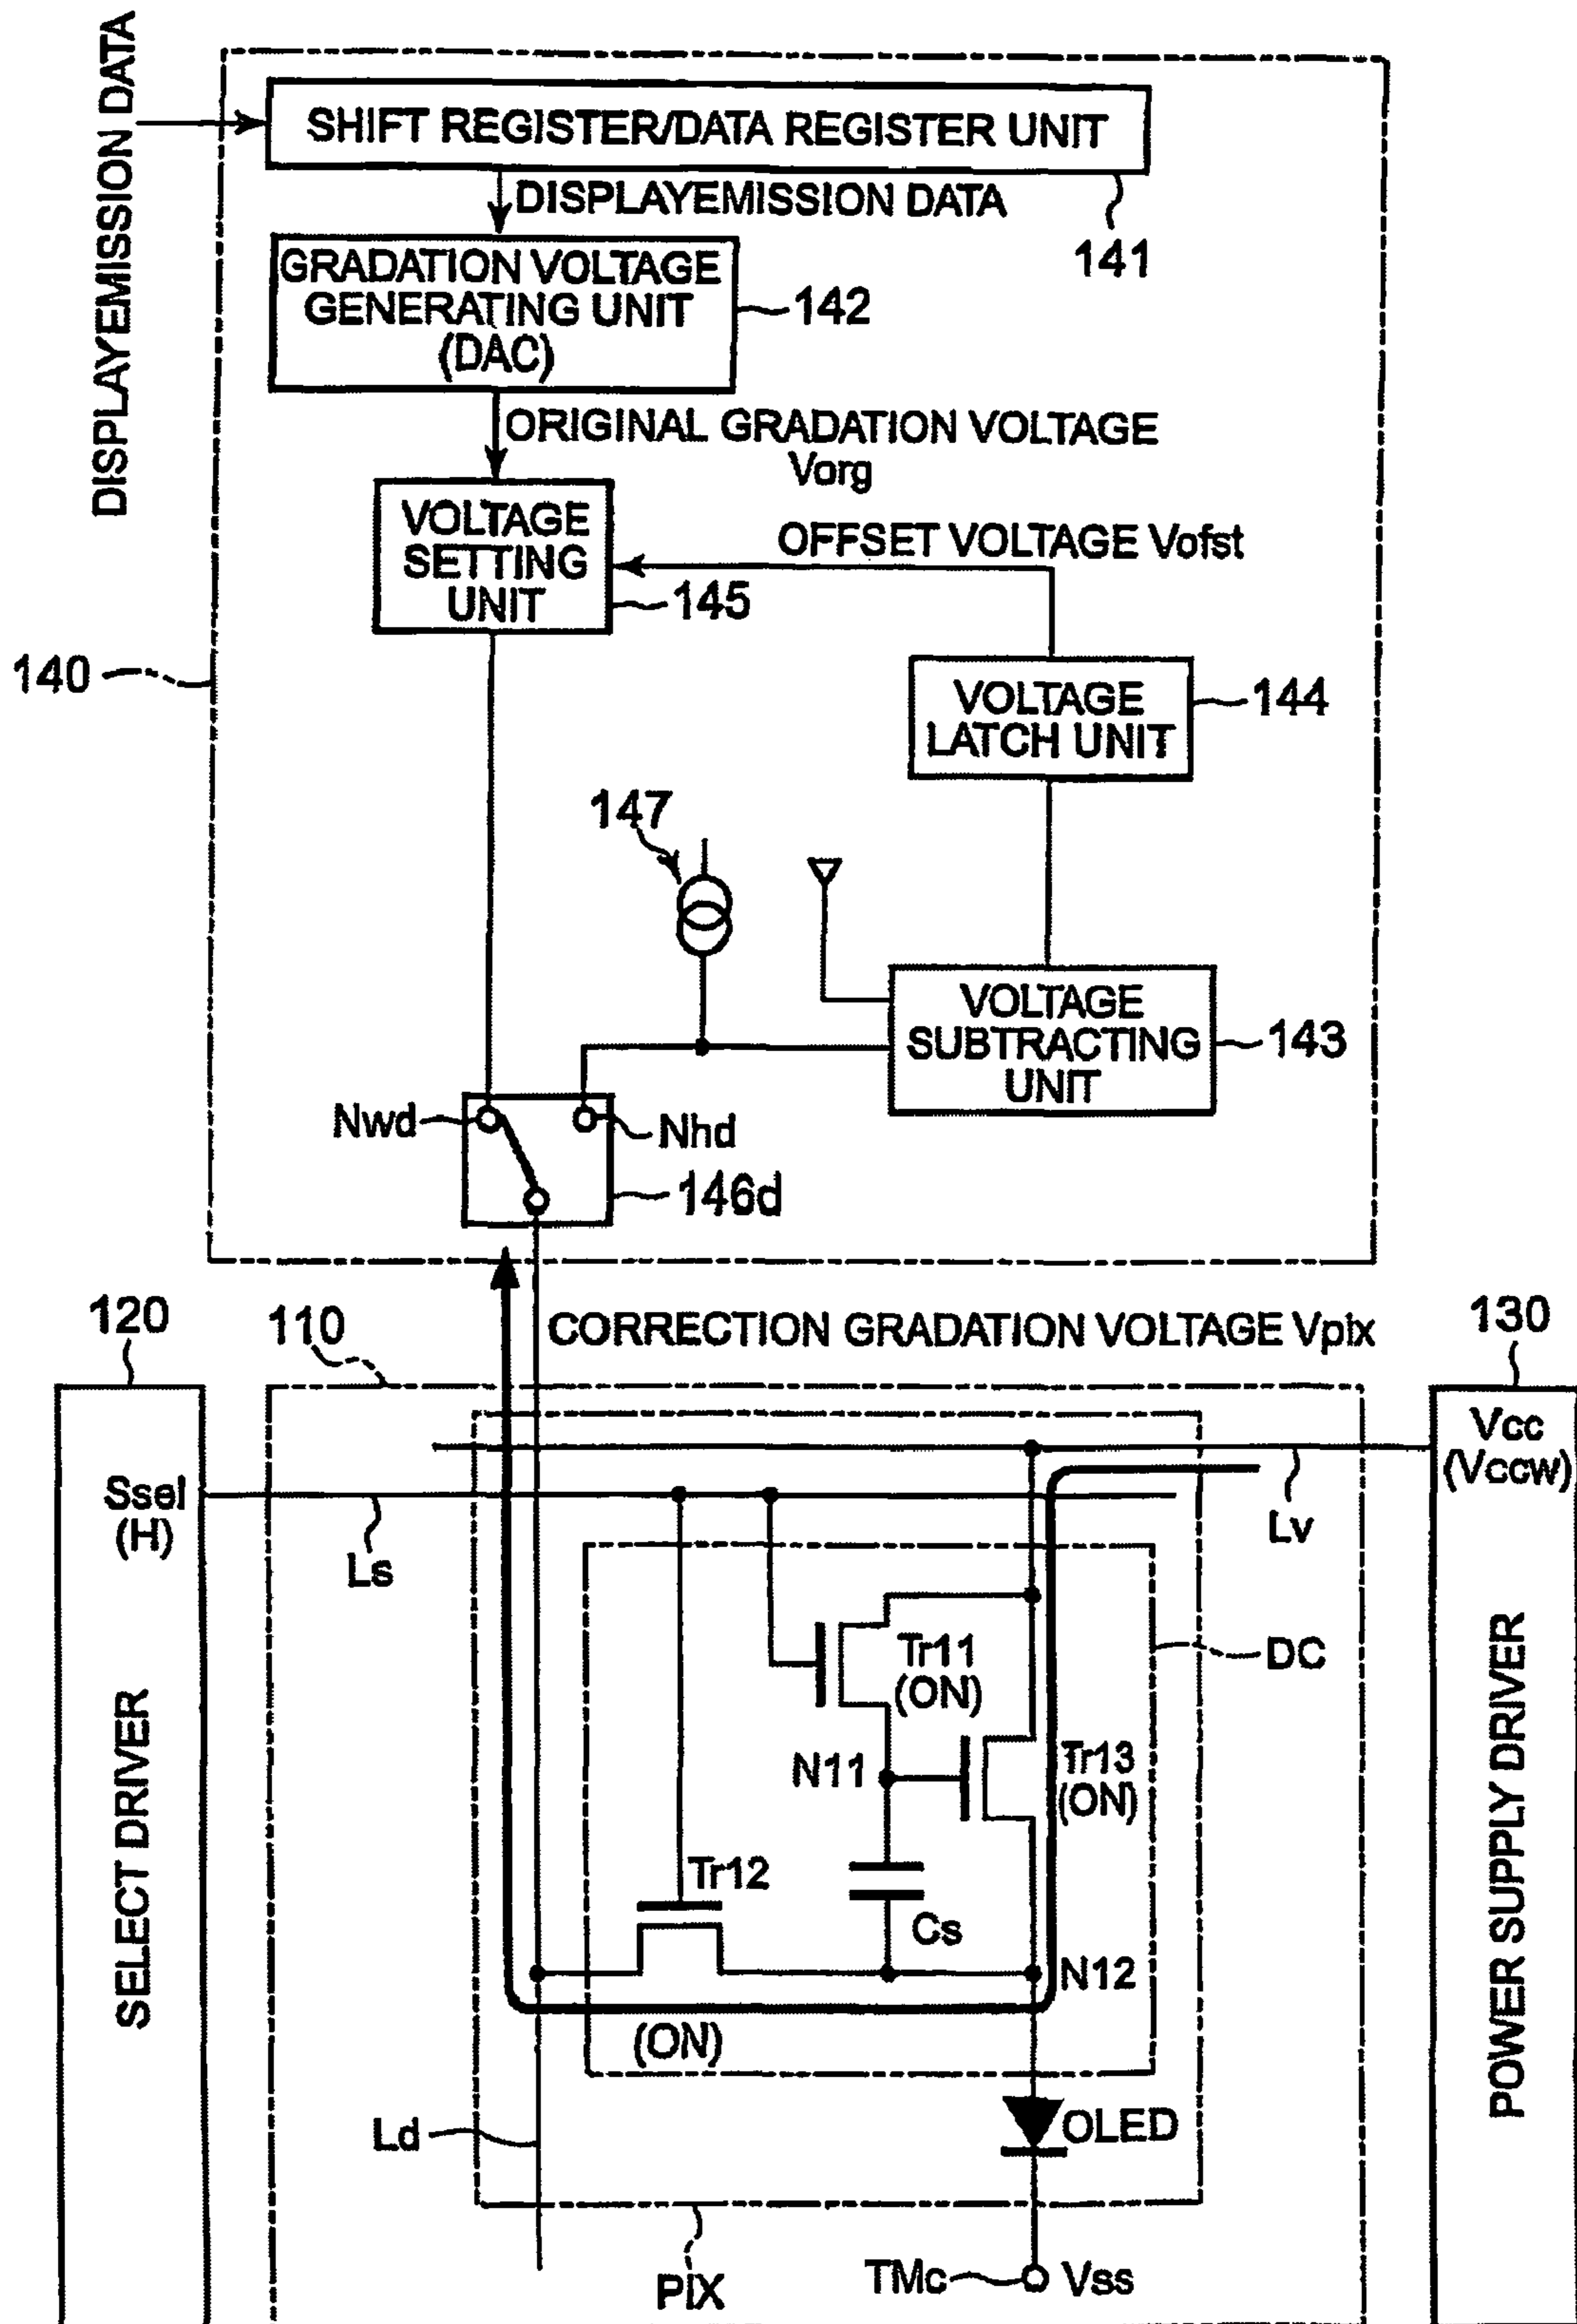 DISPLAYEMISSION DATA
SHIFT REGISTER/DATA REGISTER UNIT
141
DISPLAYEMISSION DATA
GRADATION VOLTAGE
GENERATING UNIT
(DAC)
142
ORIGINAL GRADATION VOLTAGE
Vorg
VOLTAGE
SETTING
UNIT
145
OFFSET VOLTAGE Vofst
140
VOLTAGE
LATCH UNIT
144
147
VOLTAGE
SUBTRACTING
UNIT
143
Nwd
Nhd
146d
120
110
CORRECTION GRADATION VOLTAGE Vpix
130
Vcc
(Vccw)
Ssel
(H)
Ls
Lv
Tr11
(ON)
DC
N11
Tr13
(ON)
Tr12
Cs
N12
(ON)
SELECT DRIVER
POWER SUPPLY DRIVER
Ld
OLED
PIX
TMc
Vss